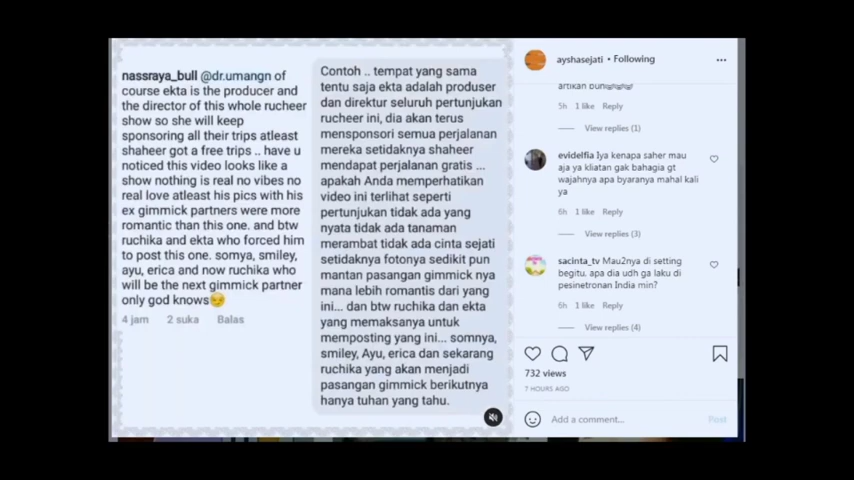 nassraya_bull @dr.umangn of
course ekta is the producer and
the director of this whole rucheer
show so she will keep
sponsoring all their trips atleast
shaheer got a free trips .. have u
noticed this video looks like a
show nothing is real no vibes no
real love atleast his pics with his
ex gimmick partners were more
romantic than this one. and btw
ruchika and ekta who forced him
to post this one. somya, smiley,
ayu, erica and now ruchika who
will be the next gimmick partner
only god knows😏
4 jam 2 suka Balas
Contoh .. tempat yang sama
tentu saja ekta adalah produser
dan direktur seluruh pertunjukan
rucheer ini, dia akan terus
mensponsori semua perjalanan
mereka setidaknya shaheer
mendapat perjalanan gratis ...
apakah Anda memperhatikan
video ini terlihat seperti
pertunjukan tidak ada yang
nyata tidak ada tanaman
merambat tidak ada cinta sejati
setidaknya fotonya sedikit pun
mantan pasangan gimmick nya
mana lebih romantis dari yang
ini... dan btw ruchika dan ekta
yang memaksanya untuk
memposting yang ini... somnya,
smiley, Ayu, erica dan sekarang
ruchika yang akan menjadi
pasangan gimmick berikutnya
hanya tuhan yang tahu.
ayshasejati • Following
5h 1 like Reply
View replies (1)
evidelfia Iya kenapa saher mau
aja ya kliatan gak bahagia gt
wajahnya apa byaranya mahal kali
ya
6h 1 like Reply
View replies (3)
sacinta_tv Mau2nya di setting
begitu. apa dia udh ga laku di
pesinetronan India min?
6h 1 like Reply
View replies (4)
732 views
7 HOURS AGO
Add a comment...
Post